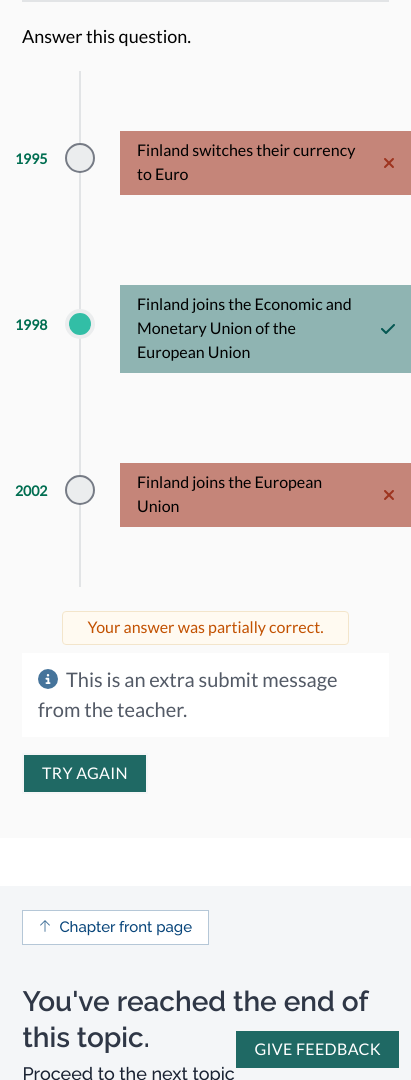 Answer this question.
1995
Finland switches their currency
to Euro
1998
Finland joins the Economic and
Monetary Union of the
European Union
2002
Finland joins the European
Union
Your answer was partially correct.
This is an extra submit message
from the teacher.
TRY AGAIN
Chapter front page
You've reached the end of
this topic.
GIVE FEEDBACK
Proceed to the next topic